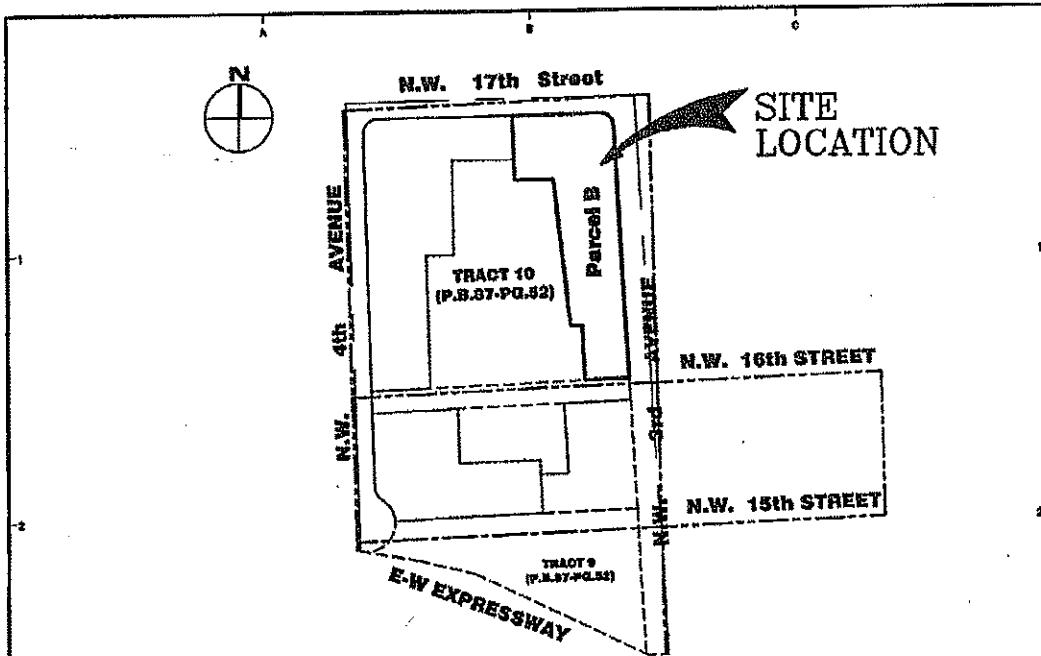 A B C
N
N.W. 17th Street
SITE
LOCATION
N.W. 4th AVENUE
Parcel B
1
TRACT 10
(P.B.87-PG.52)
N.W. 3rd AVENUE
N.W. 16th STREET
N.W. 15th STREET
2 2
TRACT 9
(P.B.87-PG.52)
E-W EXPRESSWAY